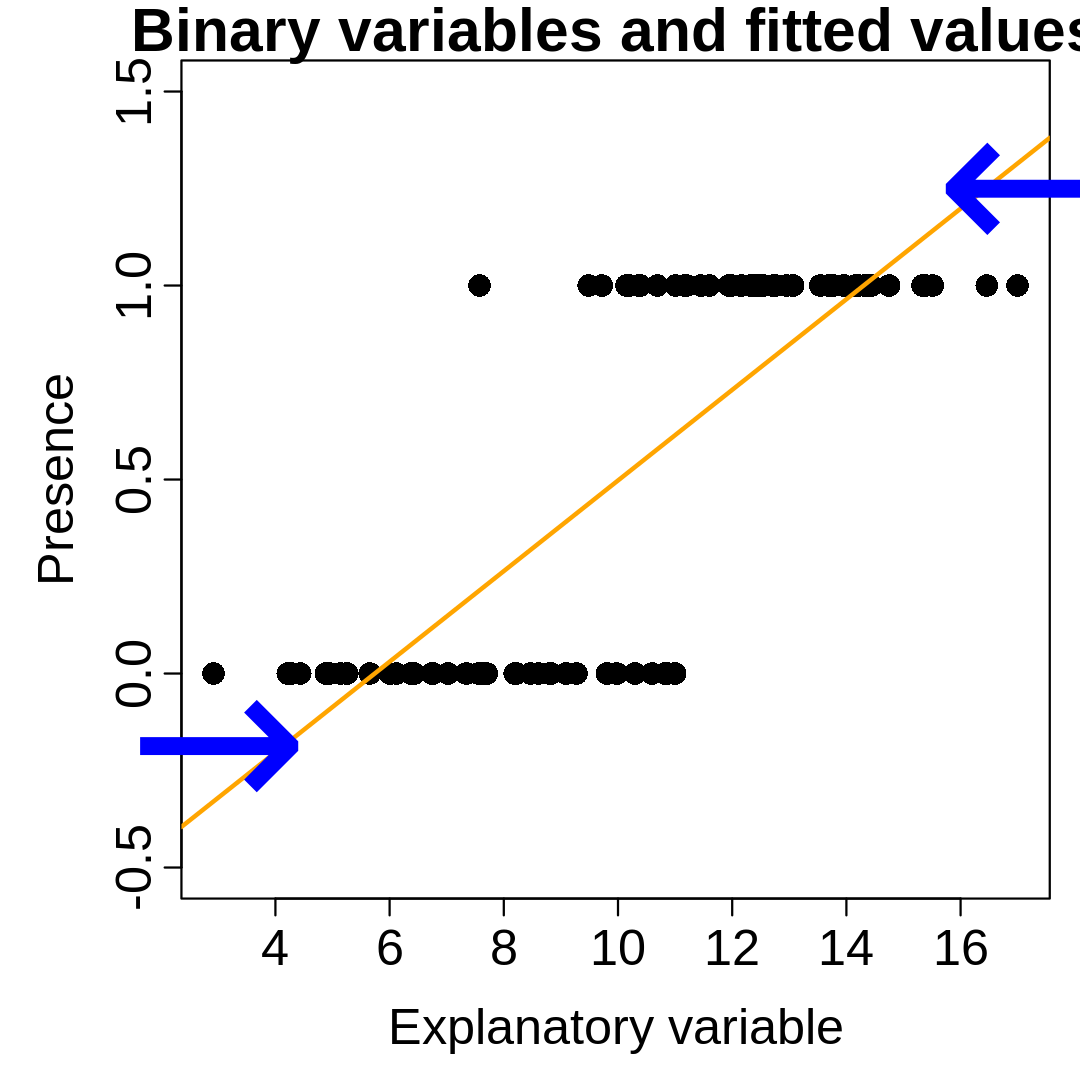 Binary variables and fitted values
1.5
1.0
0.5
0.0
-0.5
Presence
4 6 8 10 12 14 16
Explanatory variable